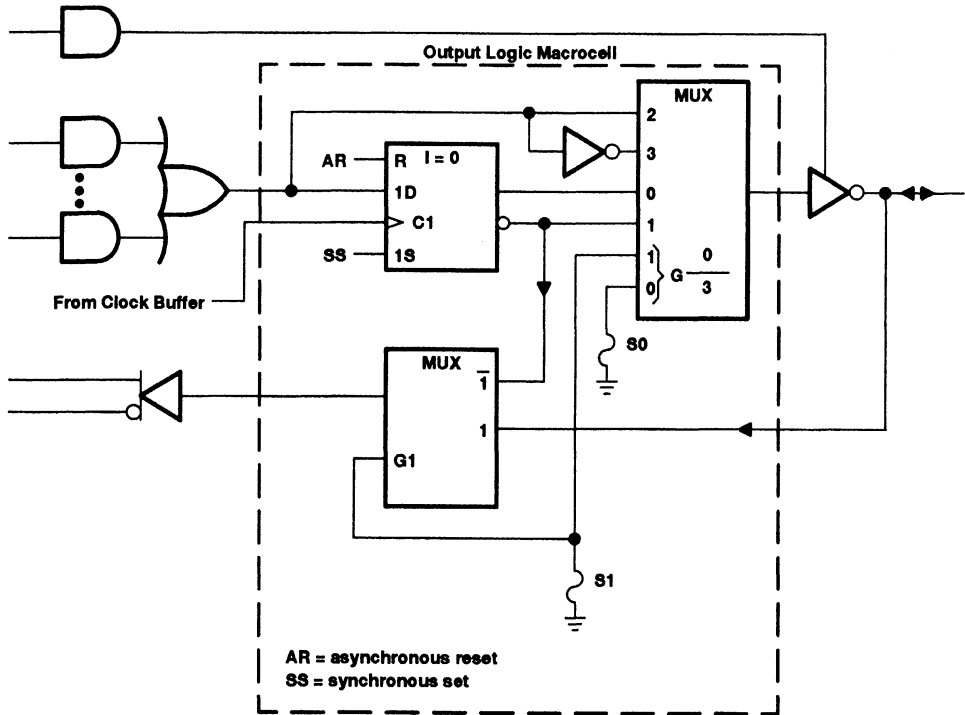 Output Logic Macrocell
MUX
2
3
0
1
1
0
G 0
3
AR
R
I = 0
1D
C1
SS
1S
From Clock Buffer
S0
MUX
1̅
1
G1
S1
AR = asynchronous reset
SS = synchronous set